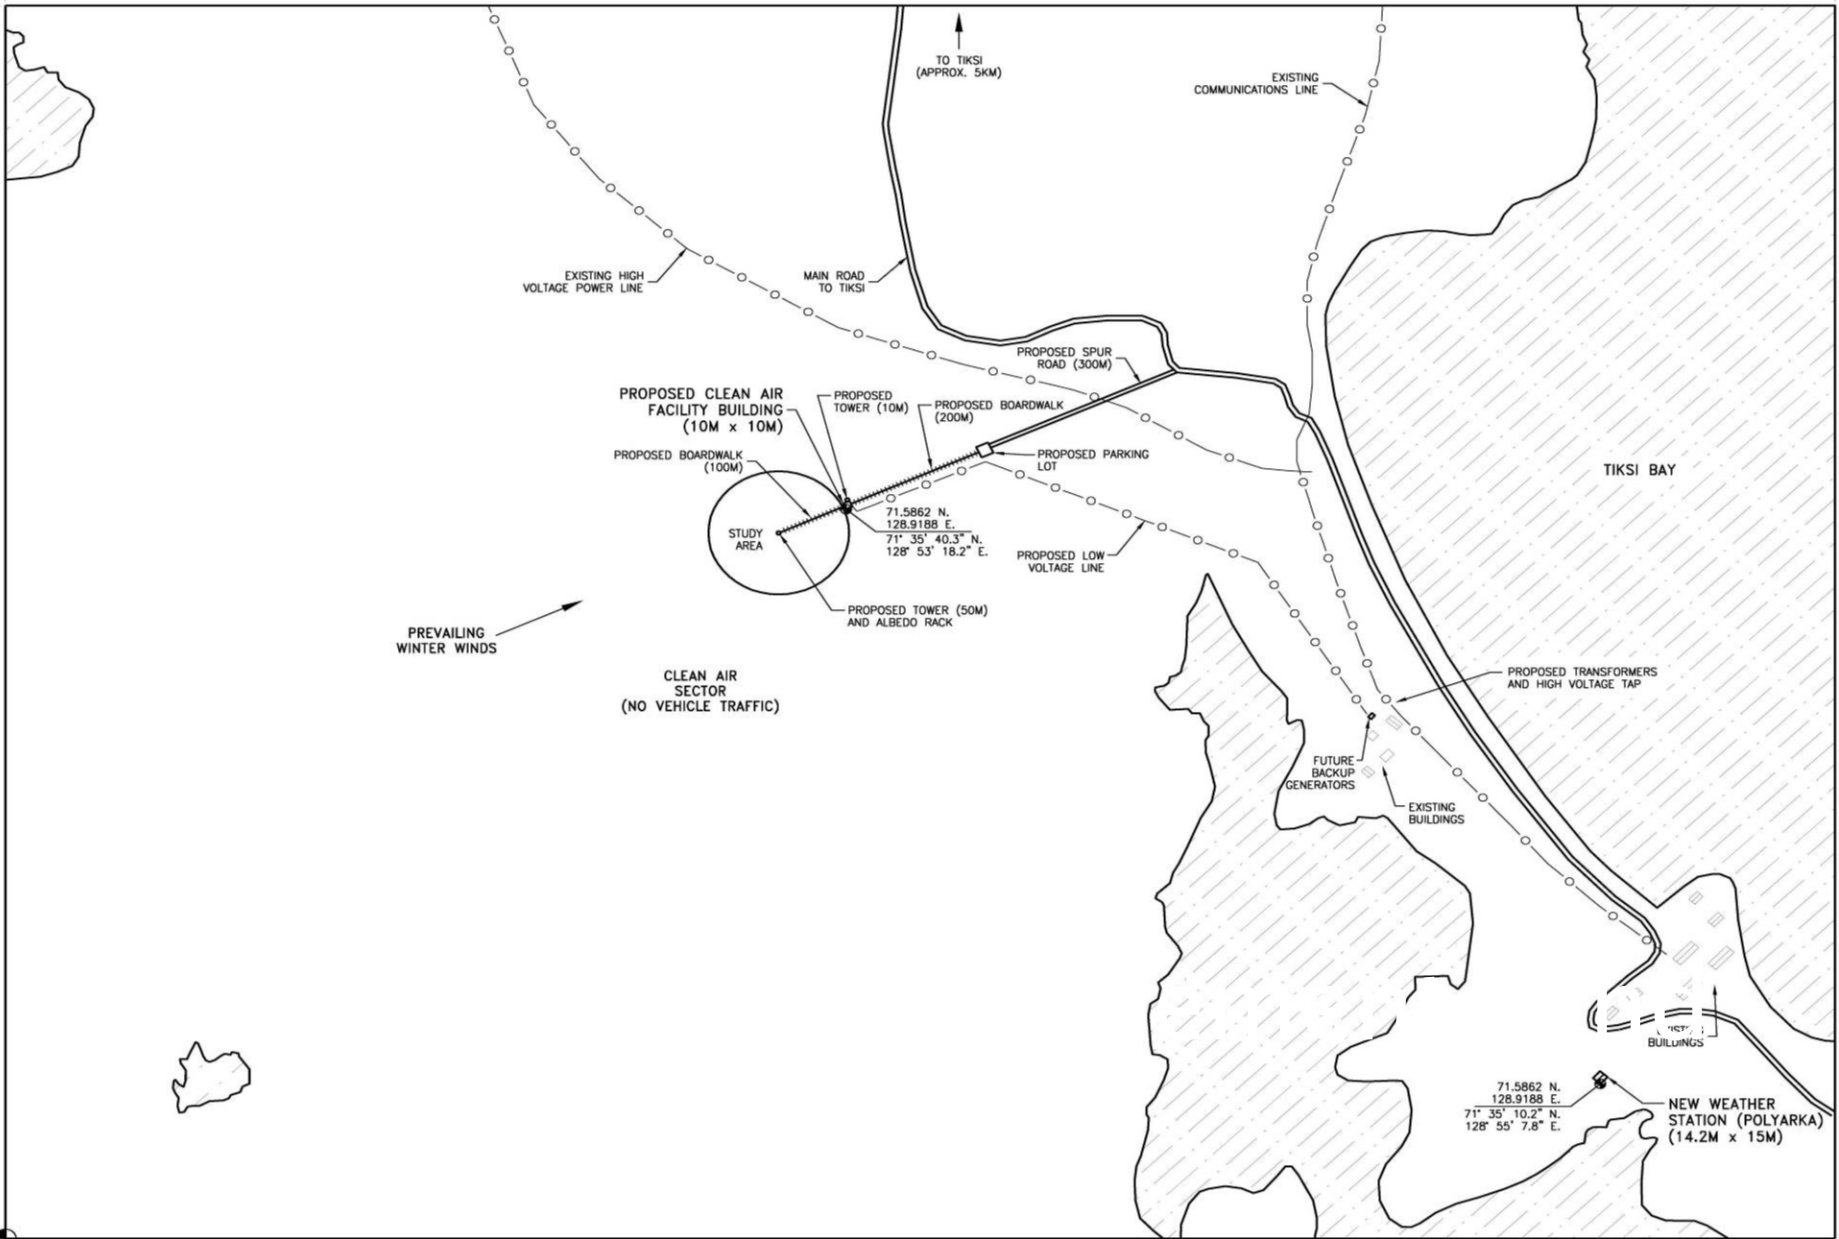 TO TIKSI
(APPROX. 5KM)
EXISTING
COMMUNICATIONS LINE
EXISTING HIGH
VOLTAGE POWER LINE
MAIN ROAD
TO TIKSI
PROPOSED SPUR
ROAD (300M)
PROPOSED CLEAN AIR
FACILITY BUILDING
(10M x 10M)
PROPOSED
TOWER (10M)
PROPOSED BOARDWALK
(200M)
PROPOSED BOARDWALK
(100M)
PROPOSED PARKING
LOT
TIKSI BAY
STUDY
AREA
71.5862 N.
128.9188 E.
71° 35' 40.3" N.
128° 53' 18.2" E.
PROPOSED LOW
VOLTAGE LINE
PROPOSED TOWER (50M)
AND ALBEDO RACK
PREVAILING
WINTER WINDS
CLEAN AIR
SECTOR
(NO VEHICLE TRAFFIC)
PROPOSED TRANSFORMERS
AND HIGH VOLTAGE TAP
FUTURE
BACKUP
GENERATORS
EXISTING
BUILDINGS
BUILDINGS
71.5862 N.
128.9188 E.
71° 35' 10.2" N.
128° 55' 7.8" E.
NEW WEATHER
STATION (POLYARKA)
(14.2M x 15M)